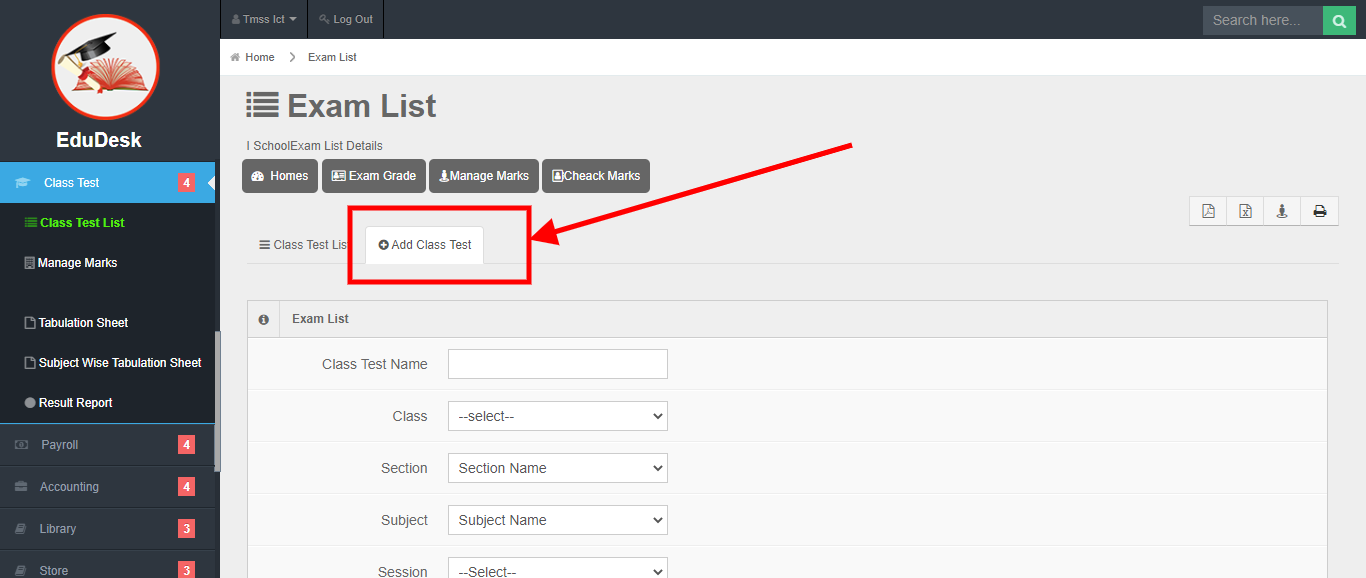 Tmss Ict
Log Out
Search here...
EduDesk
Home
Exam List
Exam List
I SchoolExam List Details
Homes
Exam Grade
Manage Marks
Cheack Marks
Class Test 4
Class Test List
Manage Marks
Tabulation Sheet
Subject Wise Tabulation Sheet
Result Report
Payroll 4
Accounting 4
Library 3
Store 3
Class Test Lis
Add Class Test
Exam List
Class Test Name
Class --select--
Section Section Name
Subject Subject Name
Session --Select--